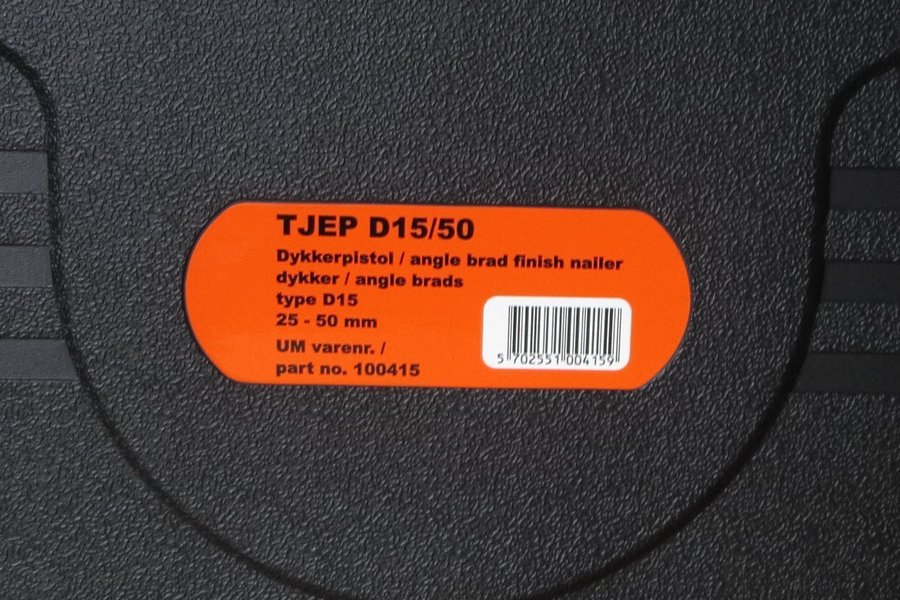 TJEP D15/50
Dykkerpistol / angle brad finish nailer
dykker / angle brads
type D15
25 - 50 mm
UM varenr. /
part no. 100415
5 702551 004159